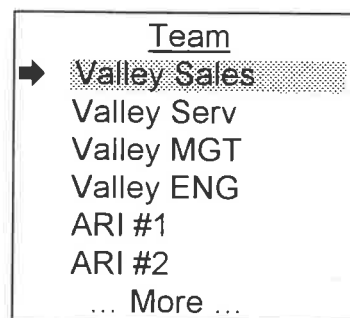 Team
Valley Sales
Valley Serv
Valley MGT
Valley ENG
ARI #1
ARI #2
... More ...